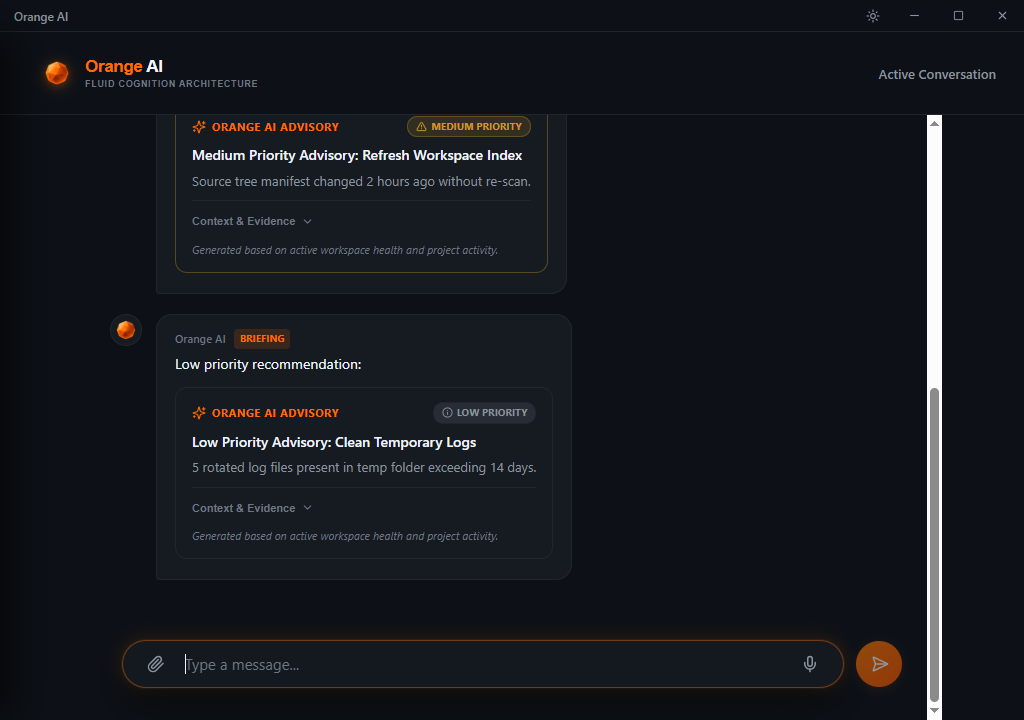 Orange AI
Orange AI
FLUID COGNITION ARCHITECTURE
Active Conversation
ORANGE AI ADVISORY
MEDIUM PRIORITY
Medium Priority Advisory: Refresh Workspace Index
Source tree manifest changed 2 hours ago without re-scan.
Context & Evidence
Generated based on active workspace health and project activity.
Orange AI BRIEFING
Low priority recommendation:
ORANGE AI ADVISORY
LOW PRIORITY
Low Priority Advisory: Clean Temporary Logs
5 rotated log files present in temp folder exceeding 14 days.
Context & Evidence
Generated based on active workspace health and project activity.
Type a message...